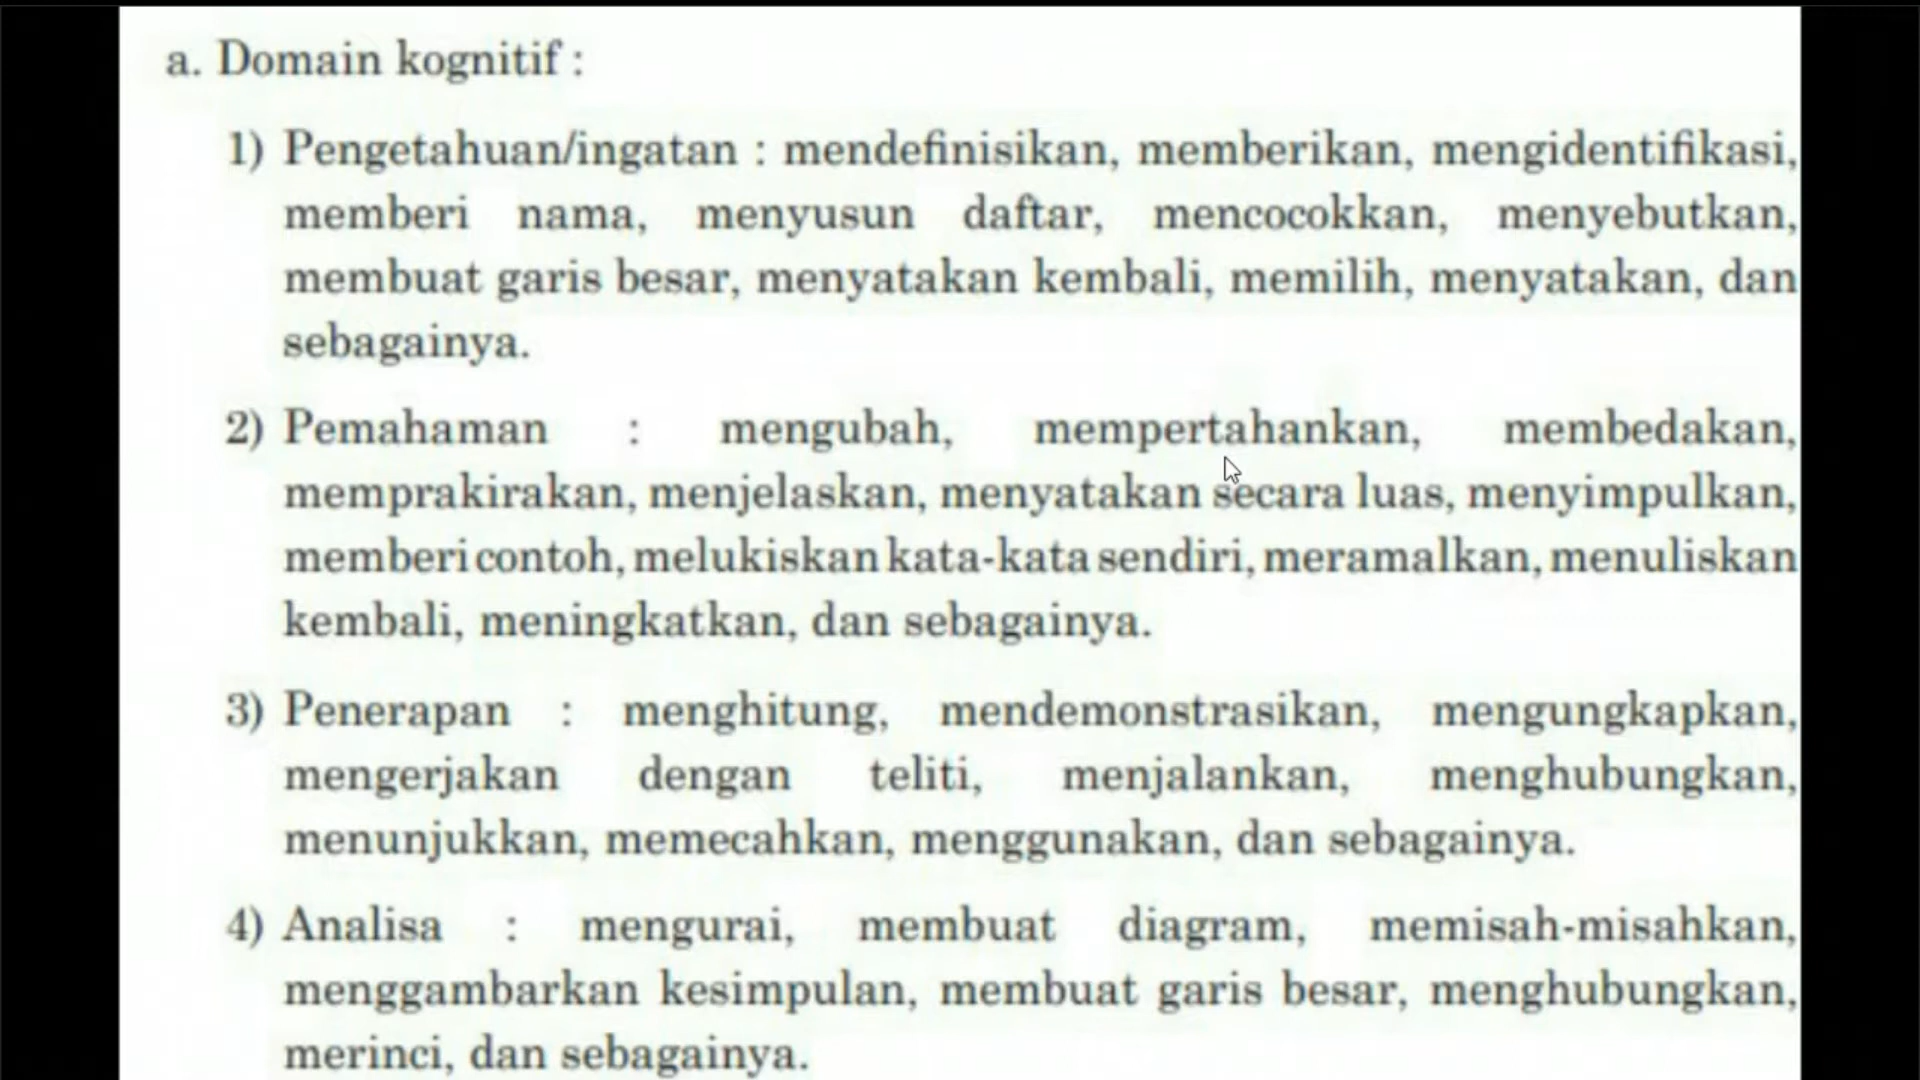 a. Domain kognitif :
1) Pengetahuan/ingatan : mendefinisikan, memberikan, mengidentifikasi,
memberi nama, menyusun daftar, mencocokkan, menyebutkan,
membuat garis besar, menyatakan kembali, memilih, menyatakan, dan
sebagainya.
2) Pemahaman : mengubah, mempertahankan, membedakan,
memprakirakan, menjelaskan, menyatakan secara luas, menyimpulkan,
memberi contoh, melukiskan kata-kata sendiri, meramalkan, menuliskan
kembali, meningkatkan, dan sebagainya.
3) Penerapan : menghitung, mendemonstrasikan, mengungkapkan,
mengerjakan dengan teliti, menjalankan, menghubungkan,
menunjukkan, memecahkan, menggunakan, dan sebagainya.
4) Analisa : mengurai, membuat diagram, memisah-misahkan,
menggambarkan kesimpulan, membuat garis besar, menghubungkan,
merinci, dan sebagainya.